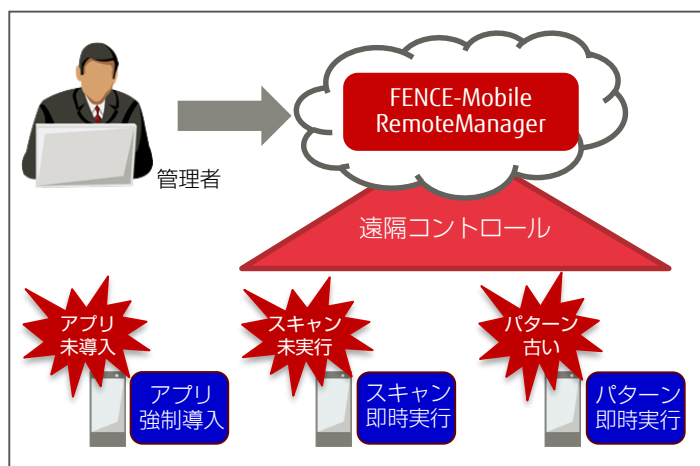 FENCE-Mobile
RemoteManager
管理者
遠隔コントロール
アプリ
未導入
アプリ
強制導入
スキャン
未実行
スキャン
即時実行
パターン
古い
パターン
即時実行